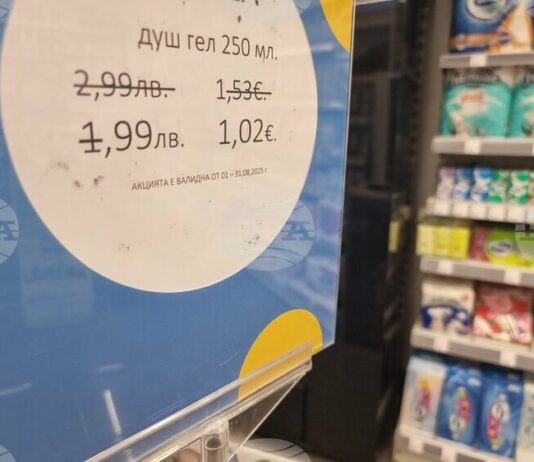 душ гел 250 мл.
2,99лв. 1,53€.
1,99лв. 1,02€.
АКЦИЯТА Е ВАЛИДНА ОТ 01 – 31,08,2025 г.